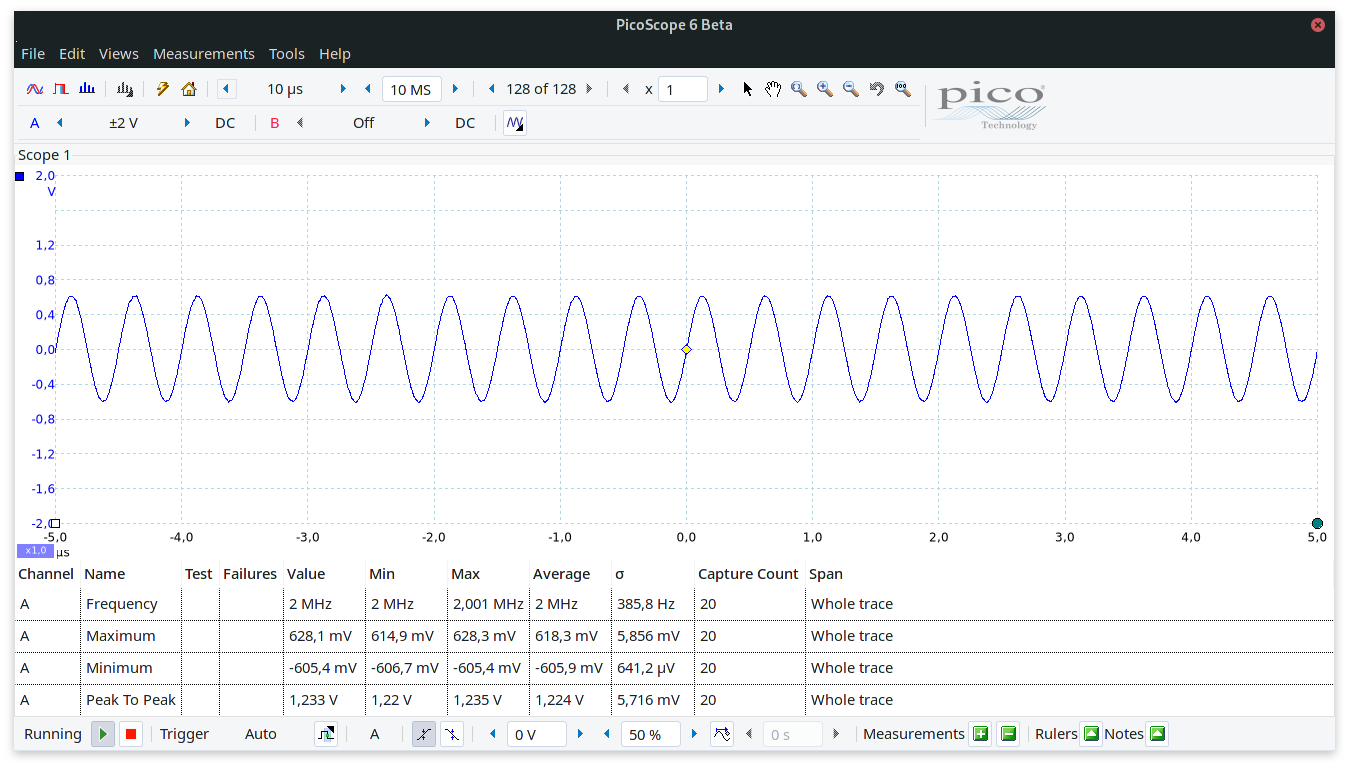 PicoScope 6 Beta
File Edit Views Measurements Tools Help
10 µs 10 MS 128 of 128 x 1
A ±2 V DC B Off DC
pico
Technology
Scope 1
2,0
V
1,2
0,8
0,4
0,0
-0,4
-0,8
-1,2
-1,6
-2,0
-5,0 -4,0 -3,0 -2,0 -1,0 0,0 1,0 2,0 3,0 4,0 5,0
x1,0 µs
Channel Name Test Failures Value Min Max Average σ Capture Count Span
A Frequency 2 MHz 2 MHz 2,001 MHz 2 MHz 385,8 Hz 20 Whole trace
A Maximum 628,1 mV 614,9 mV 628,3 mV 618,3 mV 5,856 mV 20 Whole trace
A Minimum -605,4 mV -606,7 mV -605,4 mV -605,9 mV 641,2 µV 20 Whole trace
A Peak To Peak 1,233 V 1,22 V 1,235 V 1,224 V 5,716 mV 20 Whole trace
Running Trigger Auto A 0 V 50 % 0 s Measurements Rulers Notes